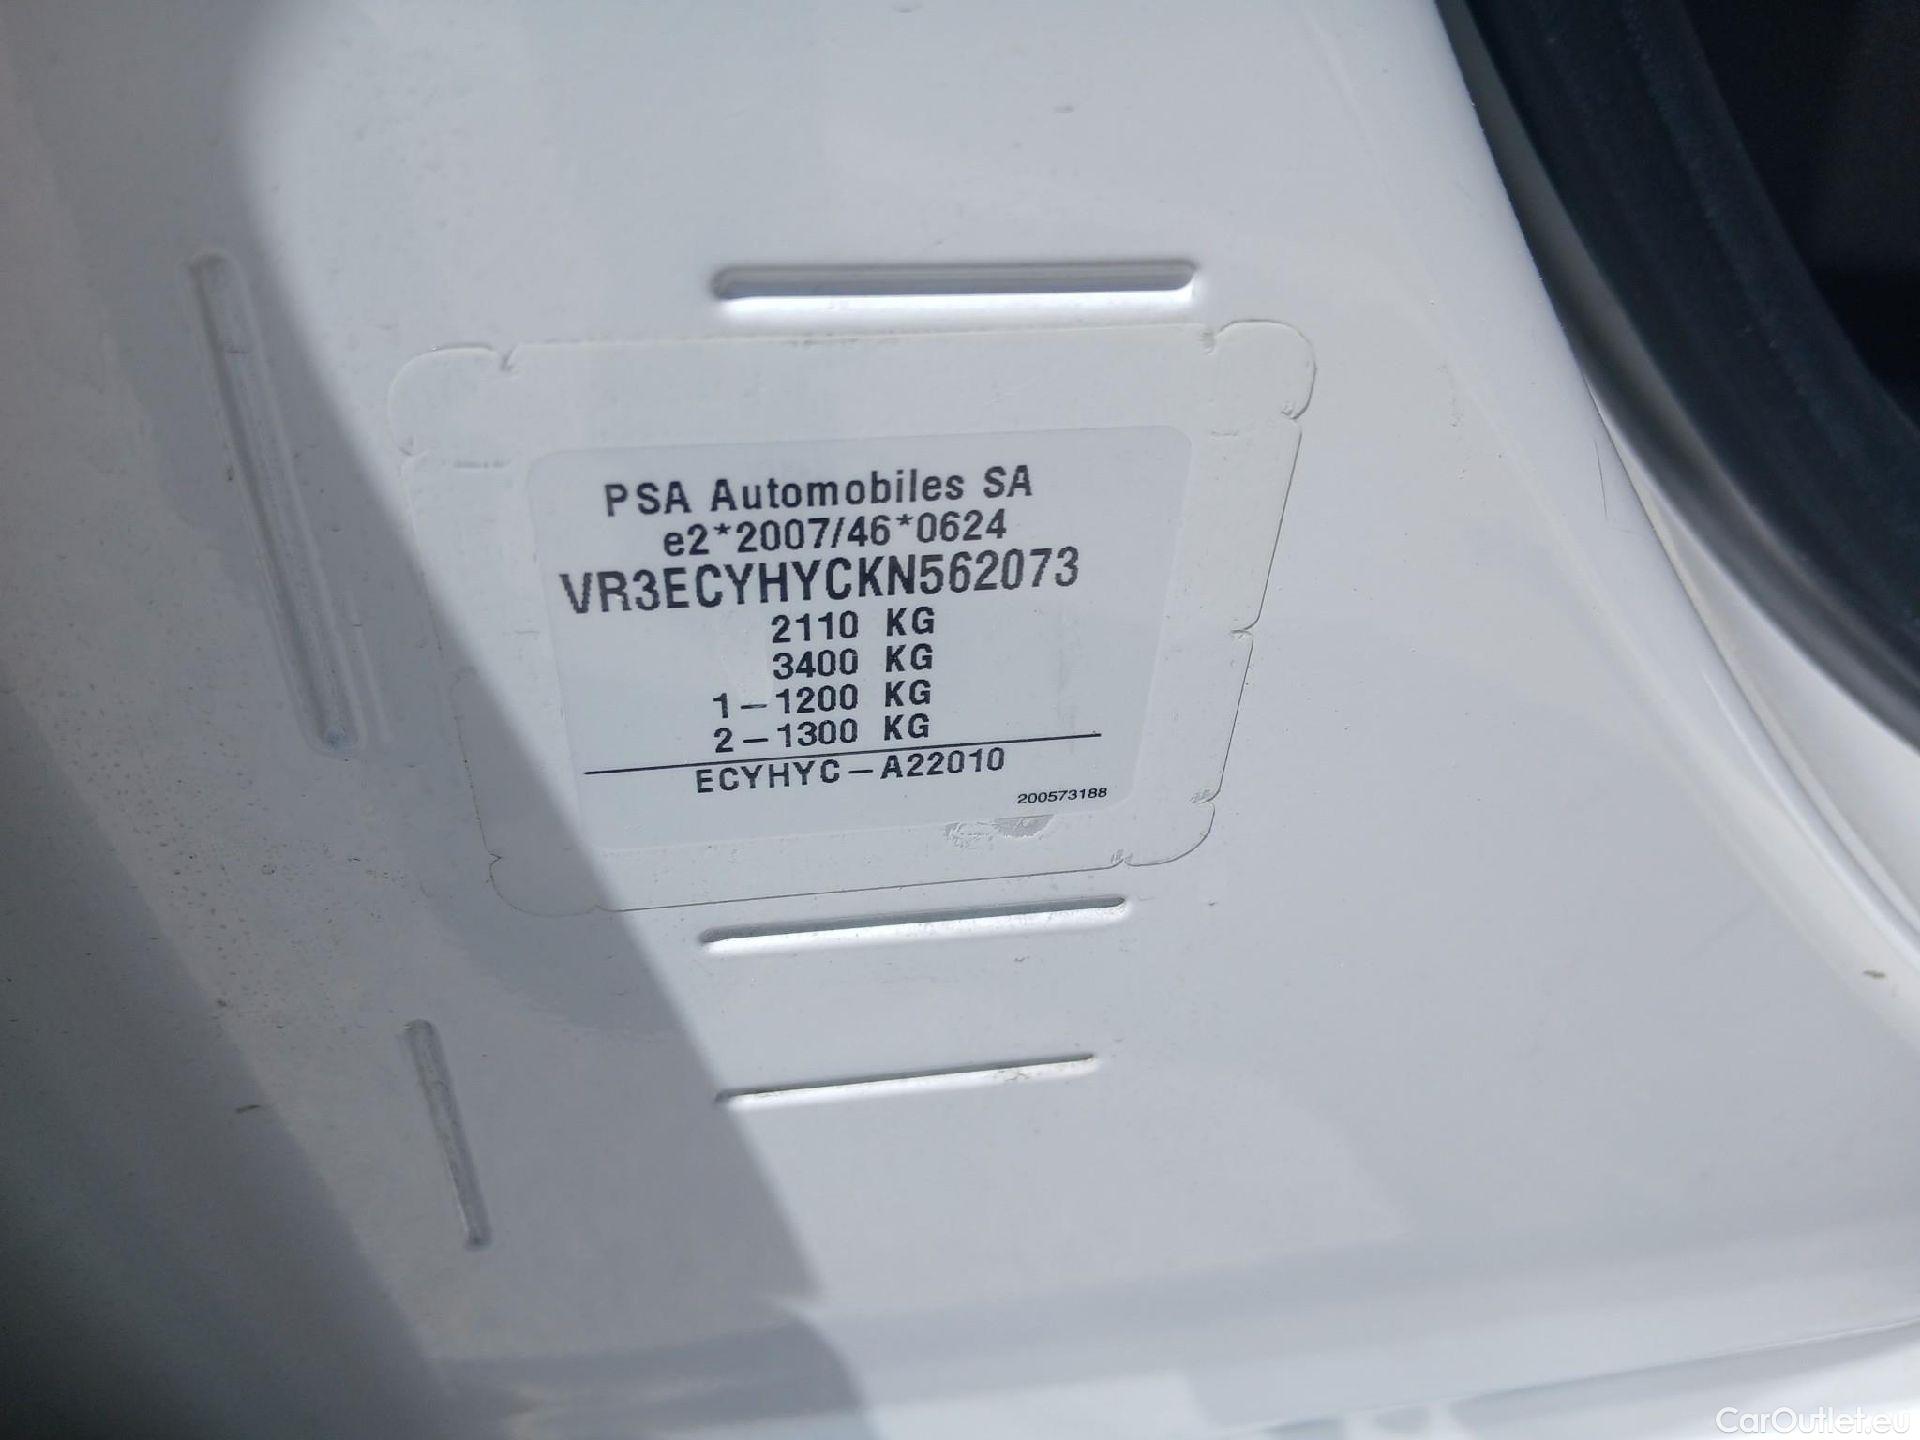 PSA Automobiles SA
e2*2007/46*0624
VR3ECYHYCKN562073
2110 KG
3400 KG
1-1200 KG
2-1300 KG
ECYHYC-A22010
200573188
CarOutlet.eu